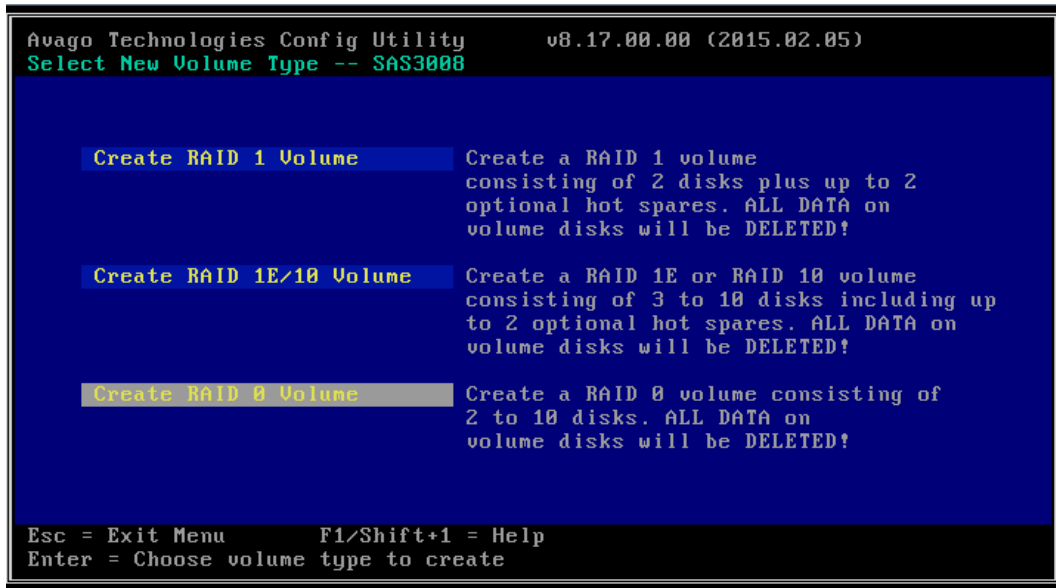 Avago Technologies Config Utility v8.17.00.00 (2015.02.05)
Select New Volume Type -- SAS3008
Create RAID 1 Volume Create a RAID 1 volume
consisting of 2 disks plus up to 2
optional hot spares. ALL DATA on
volume disks will be DELETED!
Create RAID 1E/10 Volume Create a RAID 1E or RAID 10 volume
consisting of 3 to 10 disks including up
to 2 optional hot spares. ALL DATA on
volume disks will be DELETED!
Create RAID 0 Volume Create a RAID 0 volume consisting of
2 to 10 disks. ALL DATA on
volume disks will be DELETED!
Esc = Exit Menu F1/Shift+1 = Help
Enter = Choose volume type to create